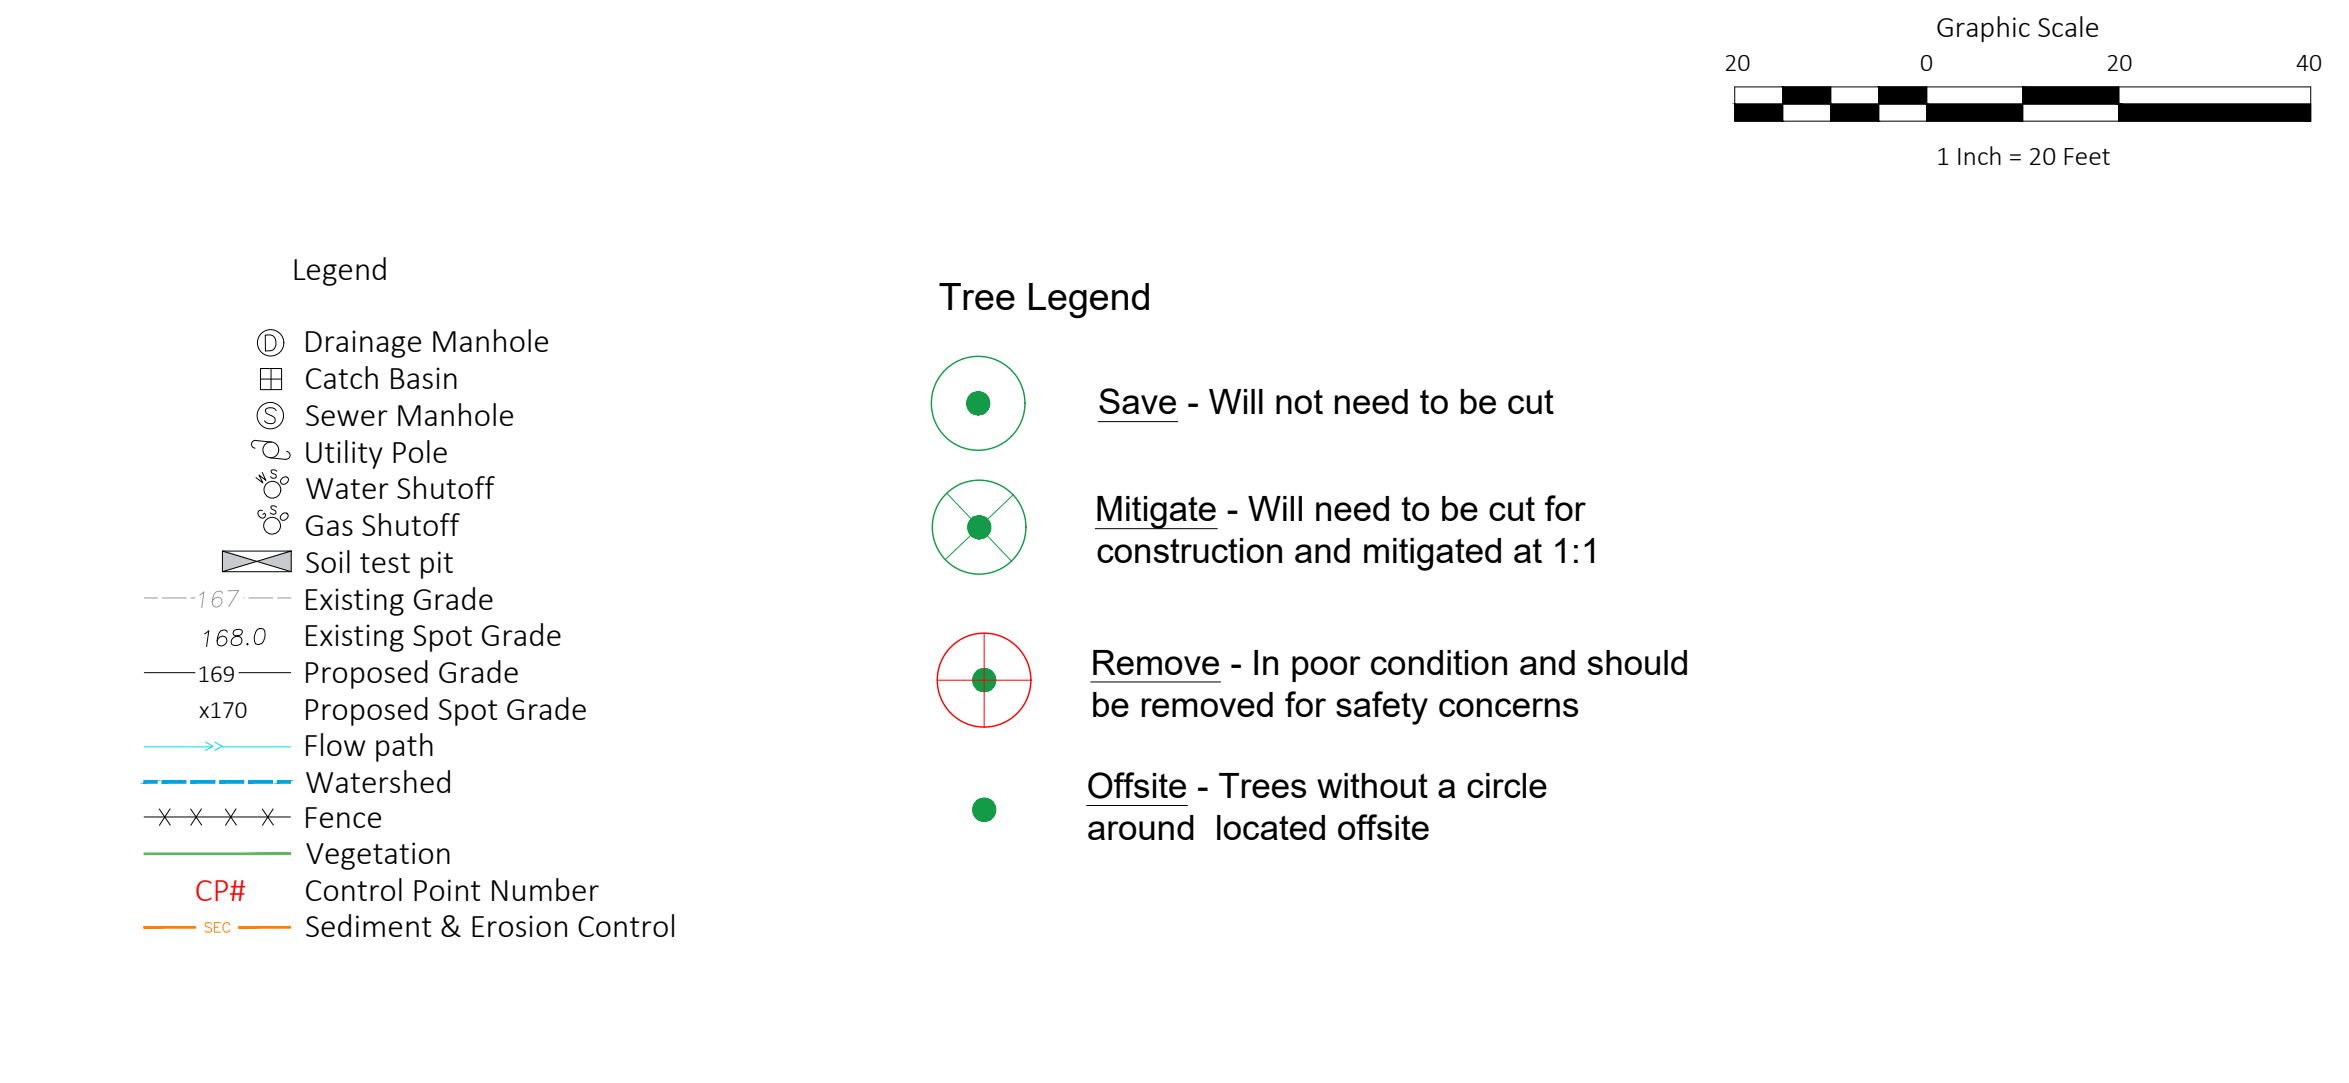 Graphic Scale
20 0 20 40
1 Inch = 20 Feet
Legend
D Drainage Manhole
Catch Basin
S Sewer Manhole
Utility Pole
WSO Water Shutoff
GSO Gas Shutoff
Soil test pit
167 Existing Grade
168.0 Existing Spot Grade
169 Proposed Grade
x170 Proposed Spot Grade
Flow path
Watershed
Fence
Vegetation
CP# Control Point Number
SEC Sediment & Erosion Control
Tree Legend
Save - Will not need to be cut
Mitigate - Will need to be cut for
construction and mitigated at 1:1
Remove - In poor condition and should
be removed for safety concerns
Offsite - Trees without a circle
around located offsite